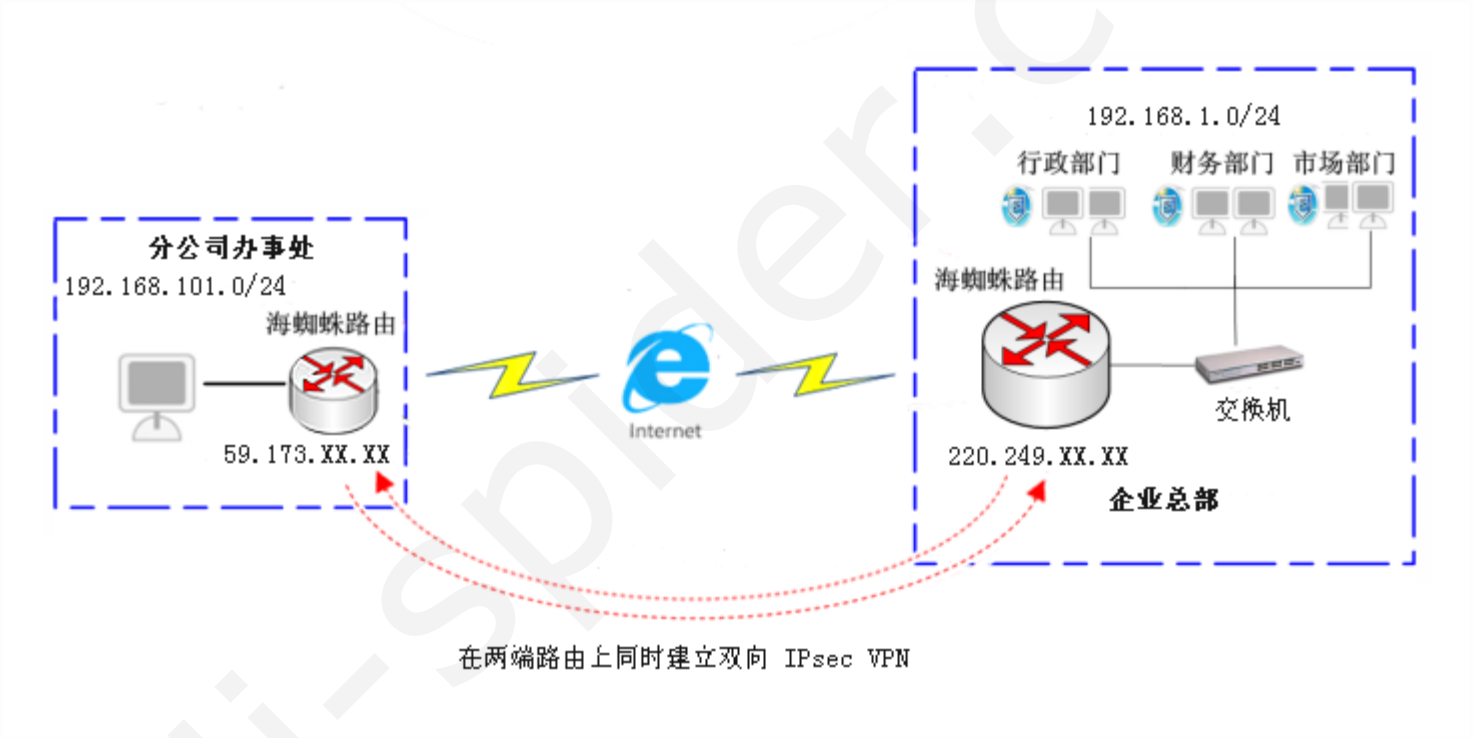 192.168.1.0/24
行政部门 财务部门 市场部门
分公司办事处
192.168.101.0/24
海蜘蛛路由
海蜘蛛路由
Internet
交换机
59.173.XX.XX
220.249.XX.XX
企业总部
在两端路由上同时建立双向 IPsec VPN